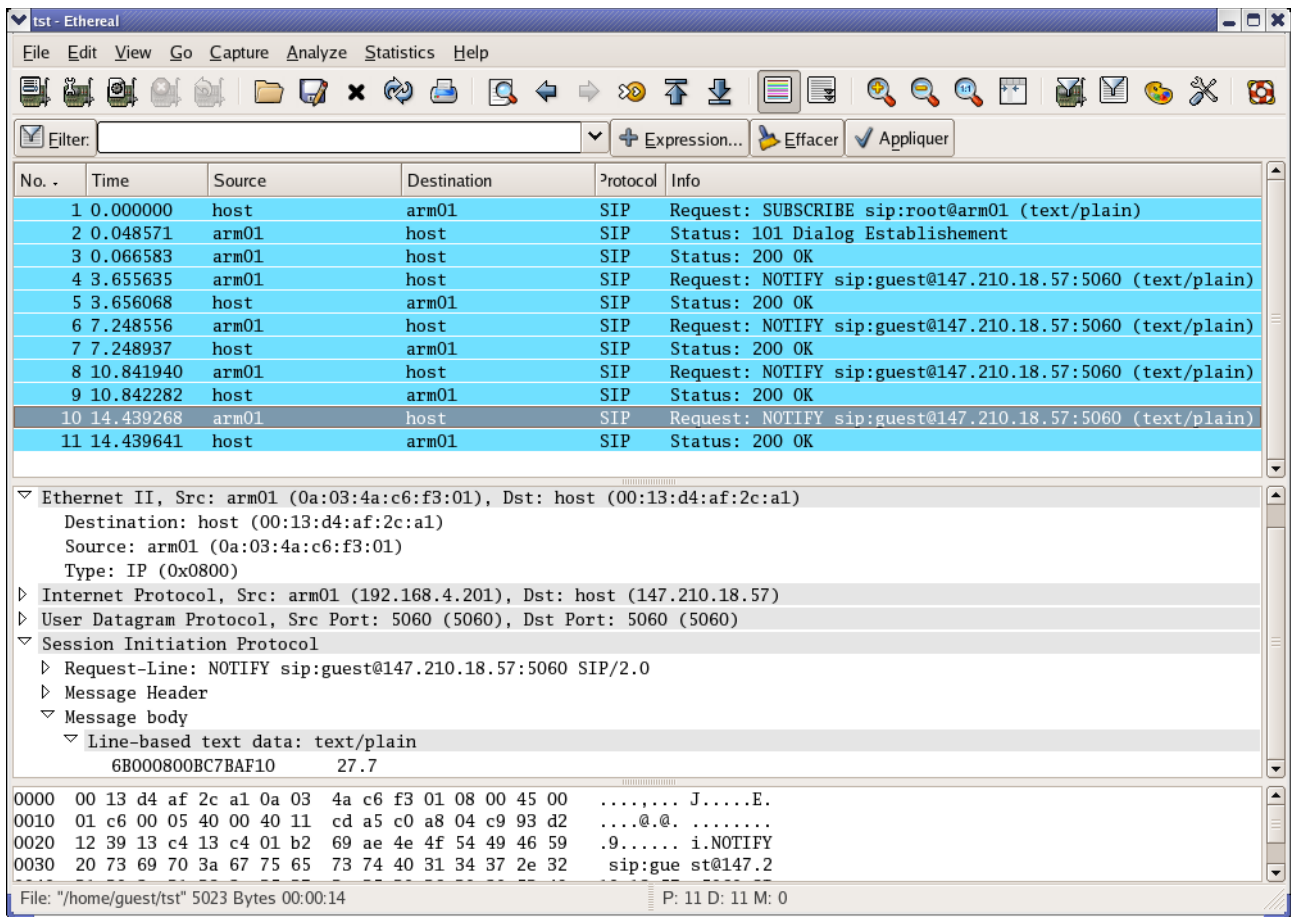 tst - Ethereal
File Edit View Go Capture Analyze Statistics Help
Filter: Expression... Effacer Appliquer
No. Time Source Destination Protocol Info
1 0.000000 host arm01 SIP Request: SUBSCRIBE sip:root@arm01 (text/plain)
2 0.048571 arm01 host SIP Status: 101 Dialog Establishement
3 0.066583 arm01 host SIP Status: 200 OK
4 3.655635 arm01 host SIP Request: NOTIFY sip:guest@147.210.18.57:5060 (text/plain)
5 3.656068 host arm01 SIP Status: 200 OK
6 7.248556 arm01 host SIP Request: NOTIFY sip:guest@147.210.18.57:5060 (text/plain)
7 7.248937 host arm01 SIP Status: 200 OK
8 10.841940 arm01 host SIP Request: NOTIFY sip:guest@147.210.18.57:5060 (text/plain)
9 10.842282 host arm01 SIP Status: 200 OK
10 14.439268 arm01 host SIP Request: NOTIFY sip:guest@147.210.18.57:5060 (text/plain)
11 14.439641 host arm01 SIP Status: 200 OK
Ethernet II, Src: arm01 (0a:03:4a:c6:f3:01), Dst: host (00:13:d4:af:2c:a1)
Destination: host (00:13:d4:af:2c:a1)
Source: arm01 (0a:03:4a:c6:f3:01)
Type: IP (0x0800)
Internet Protocol, Src: arm01 (192.168.4.201), Dst: host (147.210.18.57)
User Datagram Protocol, Src Port: 5060 (5060), Dst Port: 5060 (5060)
Session Initiation Protocol
Request-Line: NOTIFY sip:guest@147.210.18.57:5060 SIP/2.0
Message Header
Message body
Line-based text data: text/plain
6B000800BC7BAF10 27.7
0000 00 13 d4 af 2c a1 0a 03 4a c6 f3 01 08 00 45 00 ....,... J.....E.
0010 01 c6 00 05 40 00 40 11 cd a5 c0 a8 04 c9 93 d2 ....@.@. ........
0020 12 39 13 c4 13 c4 01 b2 69 ae 4e 4f 54 49 46 59 .9...... i.NOTIFY
0030 20 73 69 70 3a 67 75 65 73 74 40 31 34 37 2e 32 sip:gue st@147.2
File: "/home/guest/tst" 5023 Bytes 00:00:14 P: 11 D: 11 M: 0